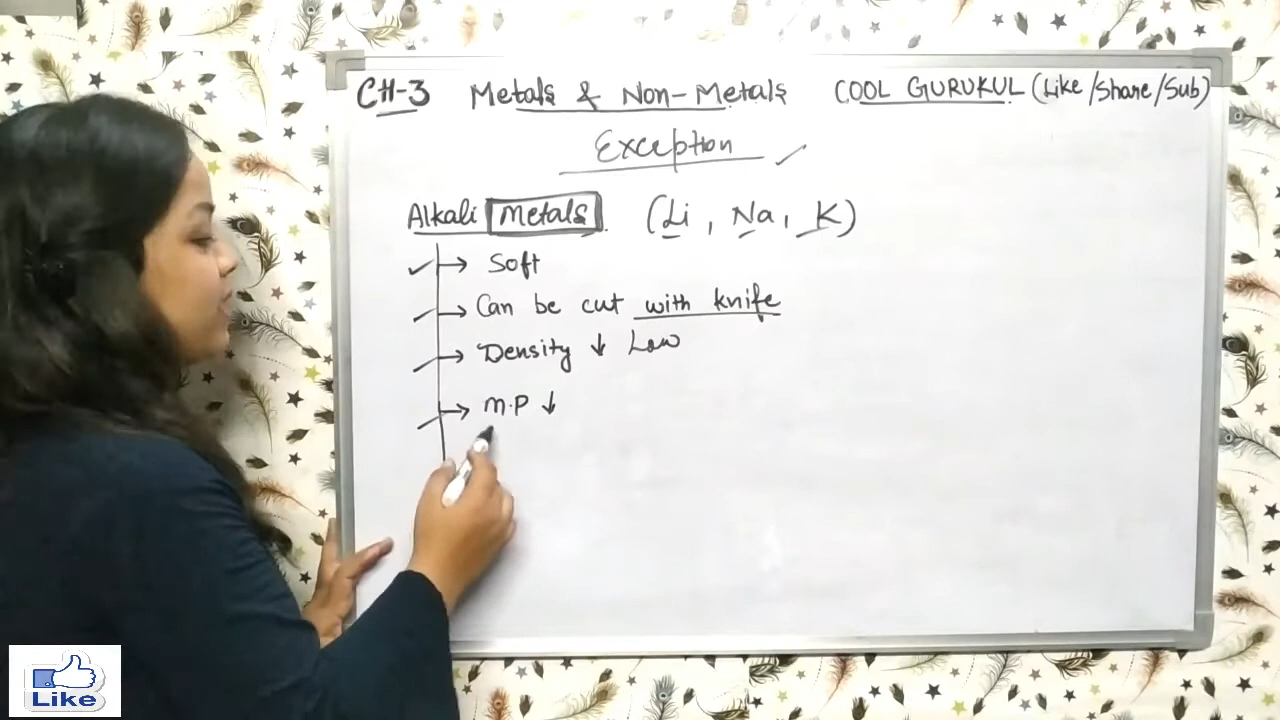 CH-3 Metals & Non-Metals COOL GURUKUL (Like/Share/Sub)
Exception ✓
Alkali Metals (Li, Na, K)
✓ → Soft
→ Can be cut with knife
→ Density ↓ Low
→ M.P ↓
Like